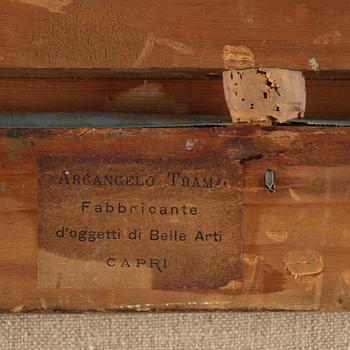 ARCANGELO TRAMA
Fabbricante
d'oggetti di Belle Arti
CAPRI